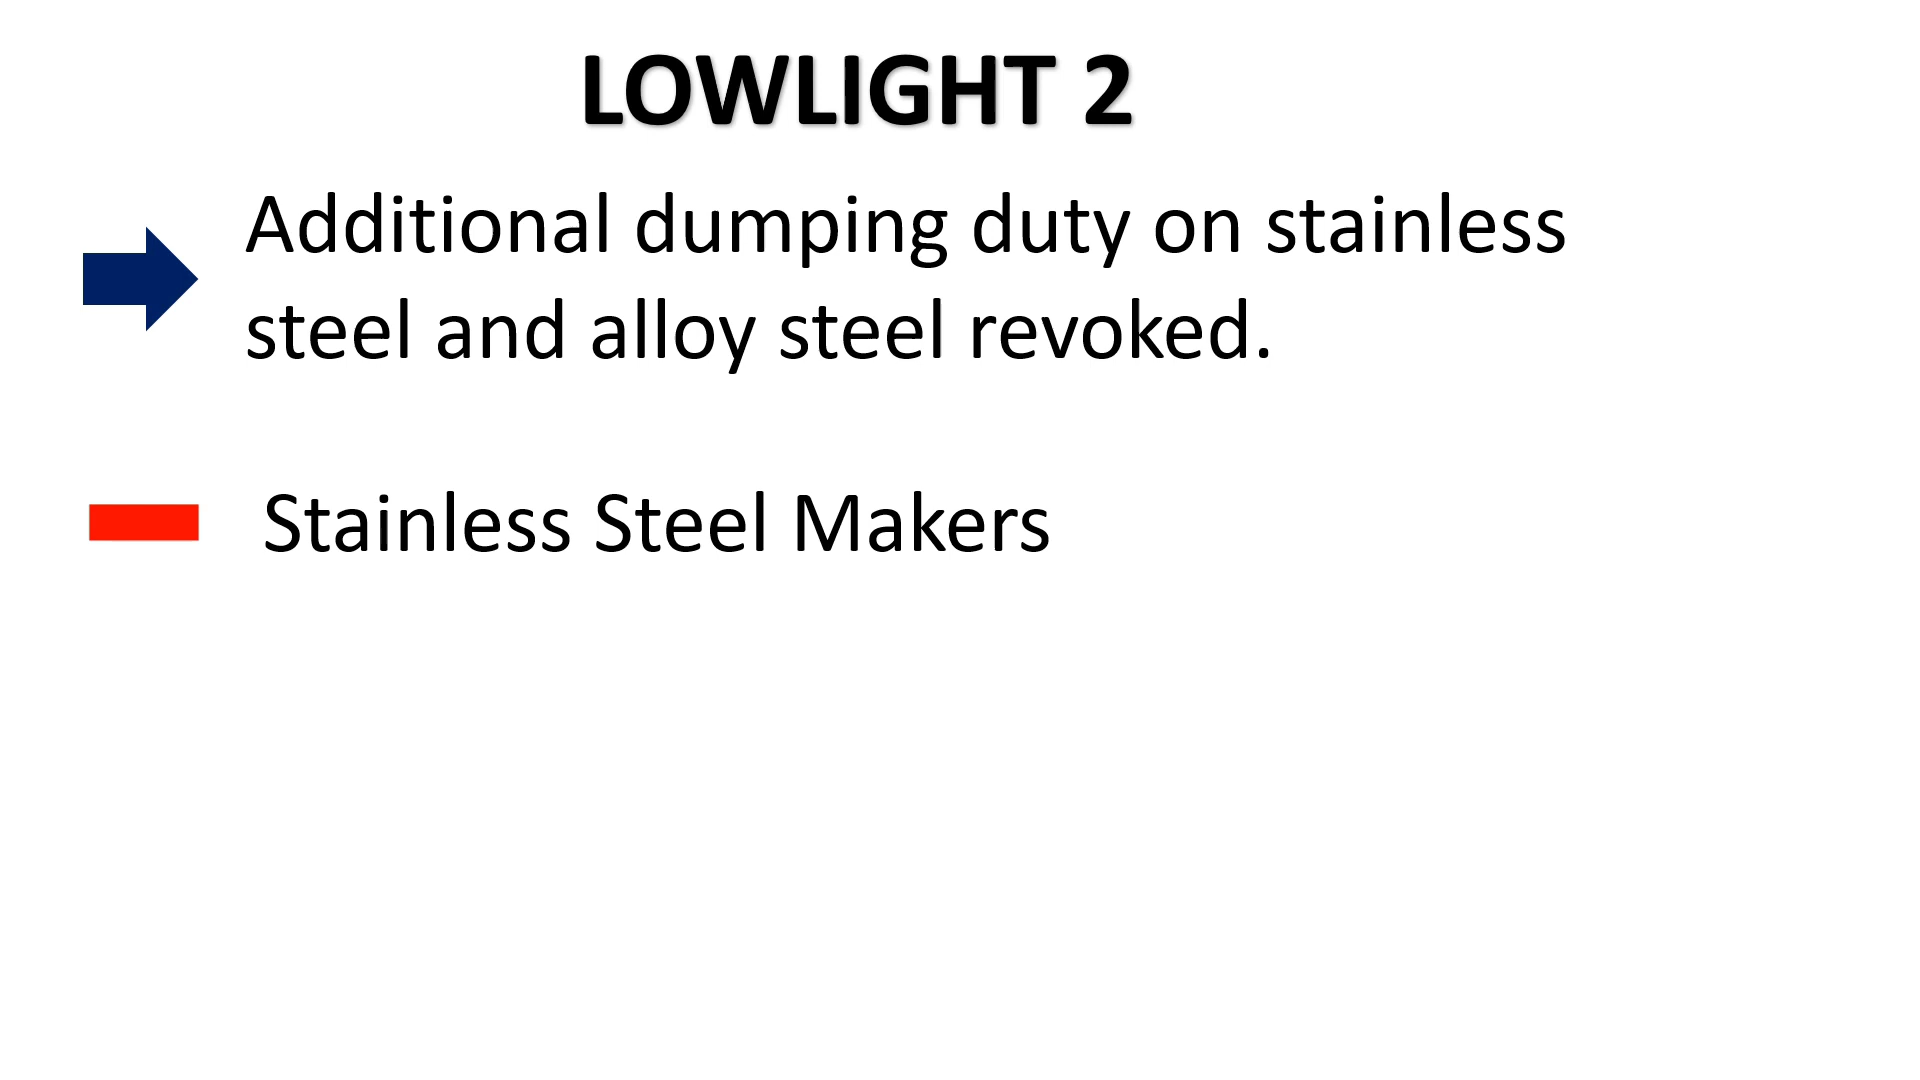 LOWLIGHT 2
Additional dumping duty on stainless
steel and alloy steel revoked.
Stainless Steel Makers